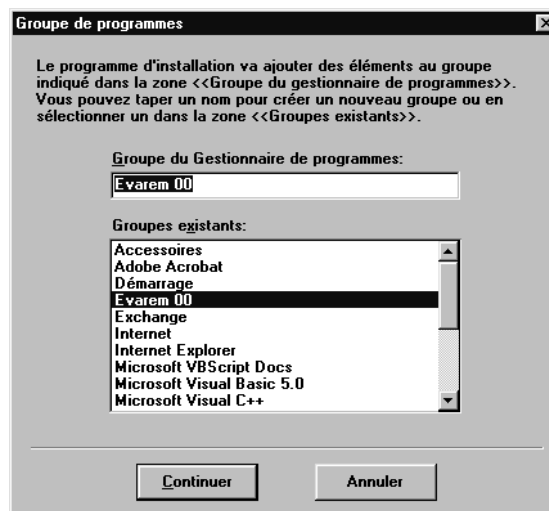 Groupe de programmes
Le programme d'installation va ajouter des éléments au groupe
indiqué dans la zone <<Groupe du gestionnaire de programmes>>.
Vous pouvez taper un nom pour créer un nouveau groupe ou en
sélectionner un dans la zone <<Groupes existants>>.
Groupe du Gestionnaire de programmes:
Evarem 00
Groupes existants:
Accessoires
Adobe Acrobat
Démarrage
Evarem 00
Exchange
Internet
Internet Explorer
Microsoft VBScript Docs
Microsoft Visual Basic 5.0
Microsoft Visual C++
Continuer
Annuler